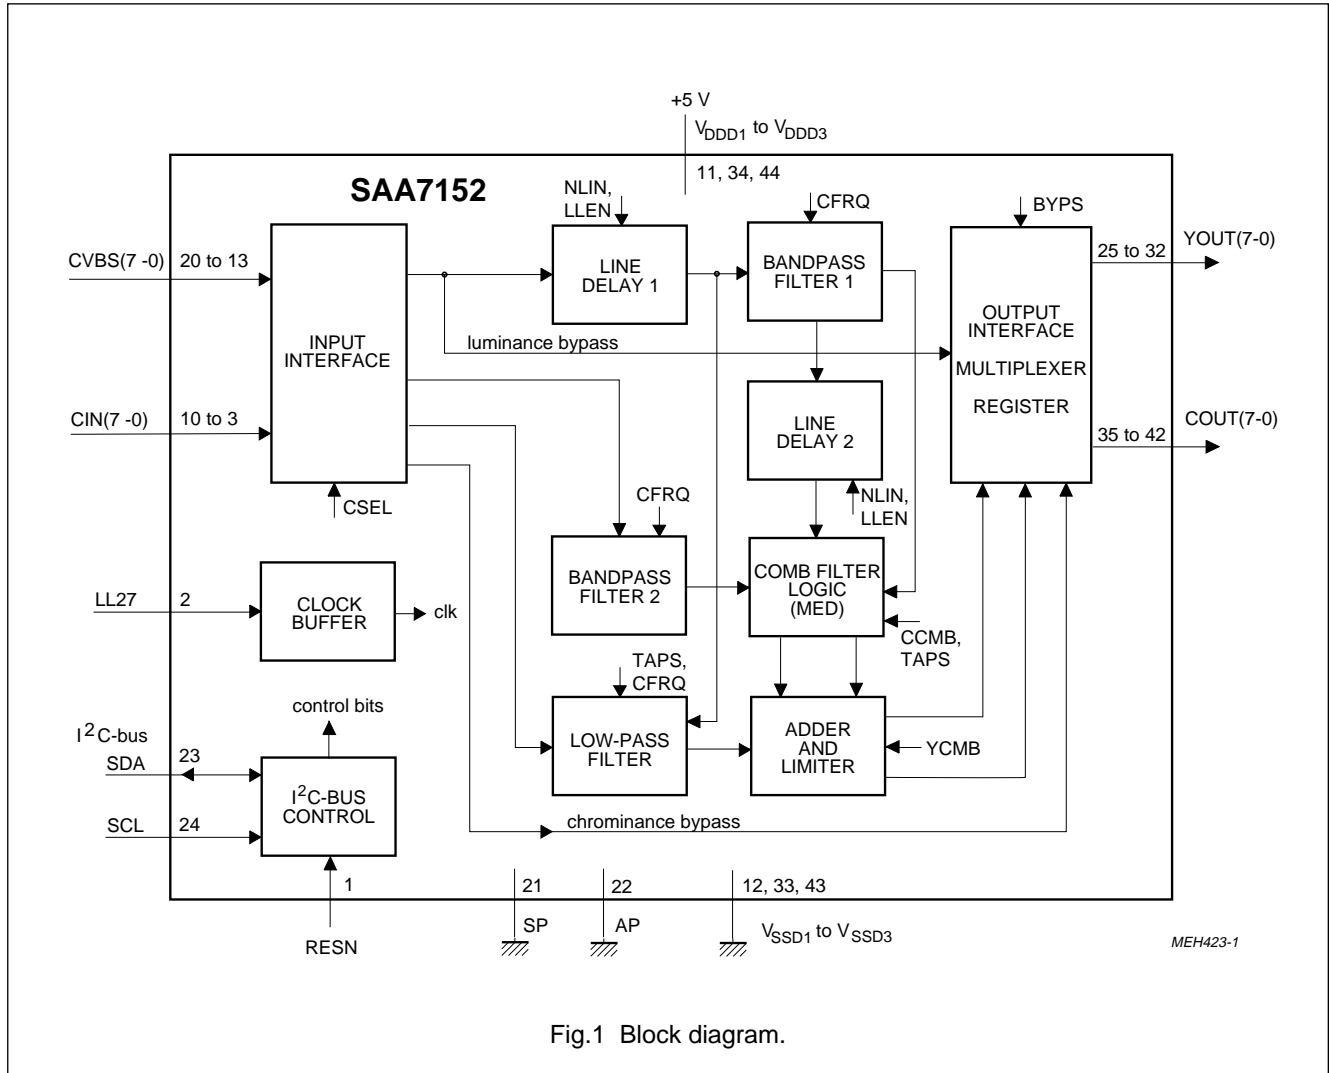 +5 V
V DDD1 to V DDD3
11, 34, 44
SAA7152
NLIN,
LLEN
CFRQ
BYPS
CVBS(7 -0)
20 to 13
INPUT
INTERFACE
LINE
DELAY 1
BANDPASS
FILTER 1
25 to 32
YOUT(7-0)
OUTPUT
INTERFACE
MULTIPLEXER
REGISTER
luminance bypass
CIN(7 -0)
10 to 3
LINE
DELAY 2
35 to 42
COUT(7-0)
CSEL
CFRQ
NLIN,
LLEN
LL27
2
CLOCK
BUFFER
clk
BANDPASS
FILTER 2
COMB FILTER
LOGIC
(MED)
CCMB,
TAPS
TAPS,
CFRQ
control bits
I2C-bus
SDA
23
SCL
24
I2C-BUS
CONTROL
LOW-PASS
FILTER
ADDER
AND
LIMITER
YCMB
chrominance bypass
1
RESN
21
SP
22
AP
12, 33, 43
V SSD1 to V SSD3
MEH423-1
Fig.1 Block diagram.